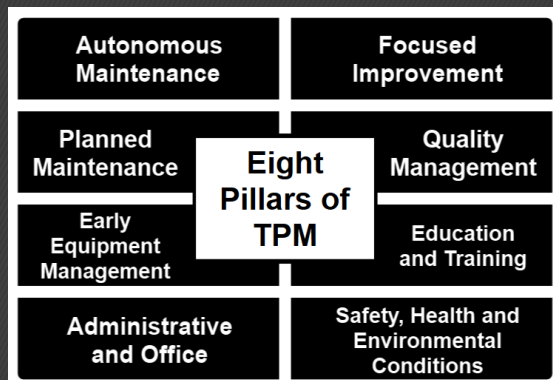 Autonomous
Maintenance
Focused
Improvement
Planned
Maintenance
Eight
Pillars of
TPM
Quality
Management
Early
Equipment
Management
Education
and Training
Administrative
and Office
Safety, Health and
Environmental
Conditions